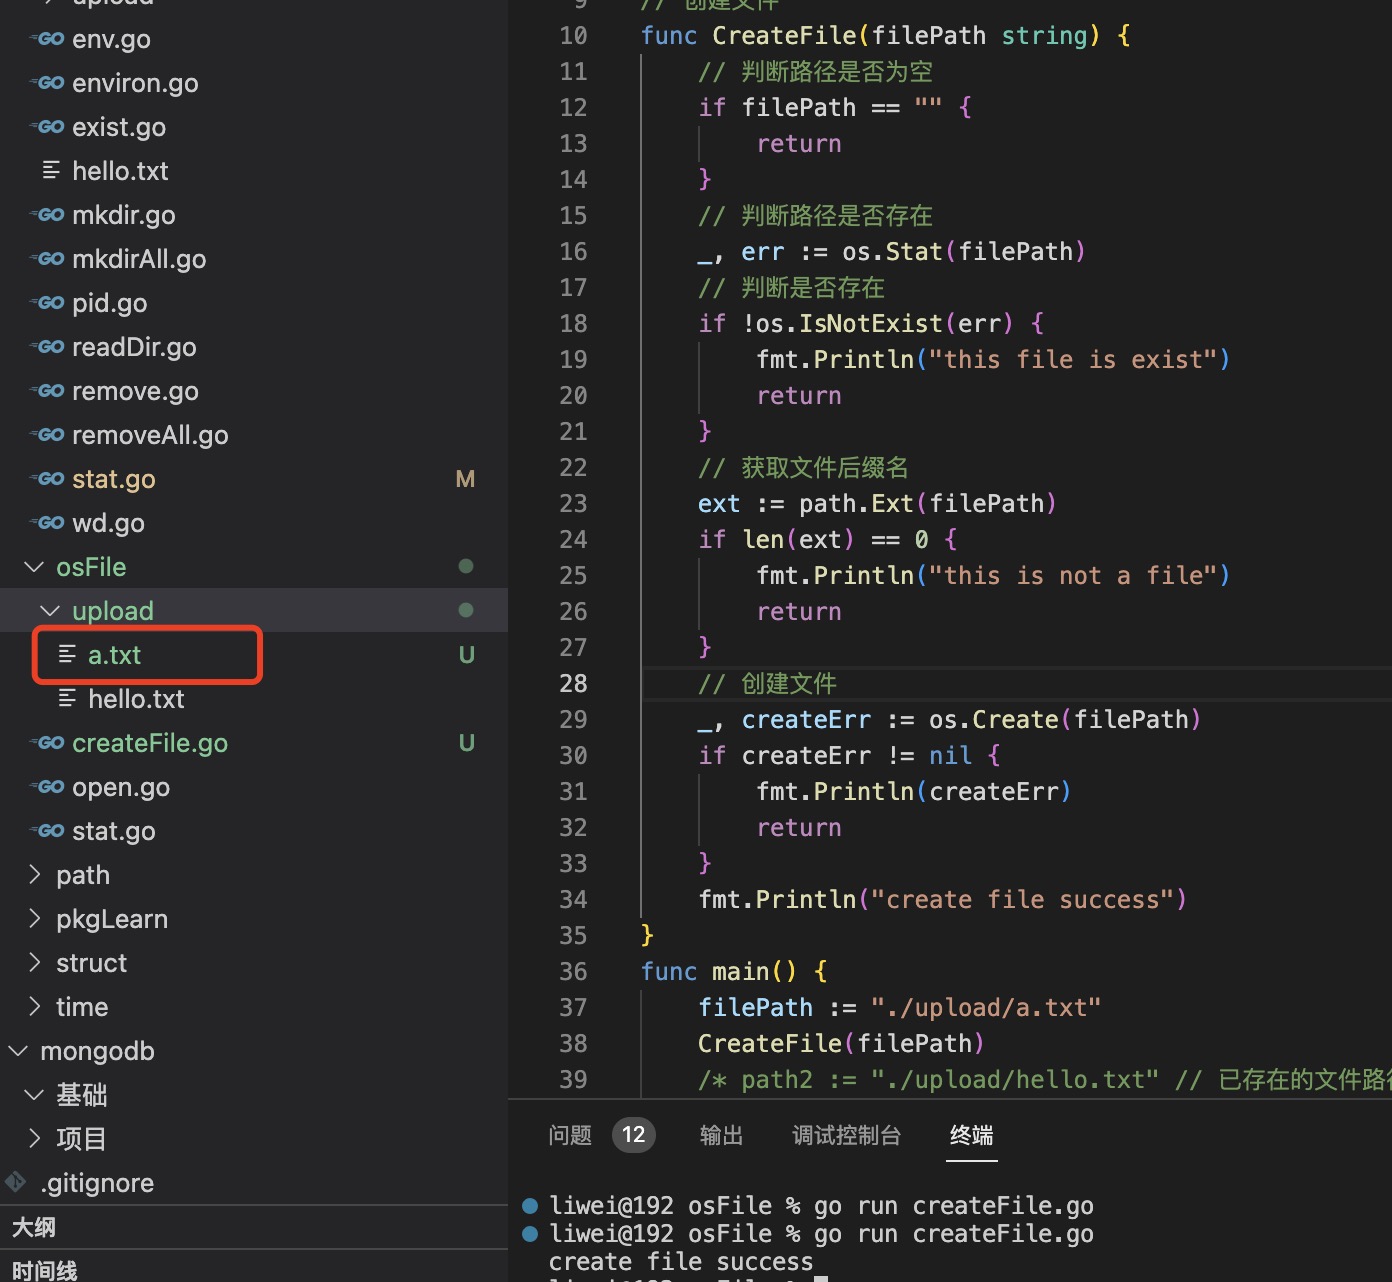 upload
env.go
environ.go
exist.go
hello.txt
mkdir.go
mkdirAll.go
pid.go
readDir.go
remove.go
removeAll.go
stat.go M
wd.go
osFile
upload
a.txt U
hello.txt
createFile.go U
open.go
stat.go
path
pkgLearn
struct
time
mongodb
基础
项目
.gitignore
大纲
时间线
9 // 创建文件
10 func CreateFile(filePath string) {
11 // 判断路径是否为空
12 if filePath == "" {
13 return
14 }
15 // 判断路径是否存在
16 _, err := os.Stat(filePath)
17 // 判断是否存在
18 if !os.IsNotExist(err) {
19 fmt.Println("this file is exist")
20 return
21 }
22 // 获取文件后缀名
23 ext := path.Ext(filePath)
24 if len(ext) == 0 {
25 fmt.Println("this is not a file")
26 return
27 }
28 // 创建文件
29 _, createErr := os.Create(filePath)
30 if createErr != nil {
31 fmt.Println(createErr)
32 return
33 }
34 fmt.Println("create file success")
35 }
36 func main() {
37 filePath := "./upload/a.txt"
38 CreateFile(filePath)
39 /* path2 := "./upload/hello.txt" // 已存在的文件路径
问题 12 输出 调试控制台 终端
liwei@192 osFile % go run createFile.go
liwei@192 osFile % go run createFile.go
create file success
liwei@192 osFile %